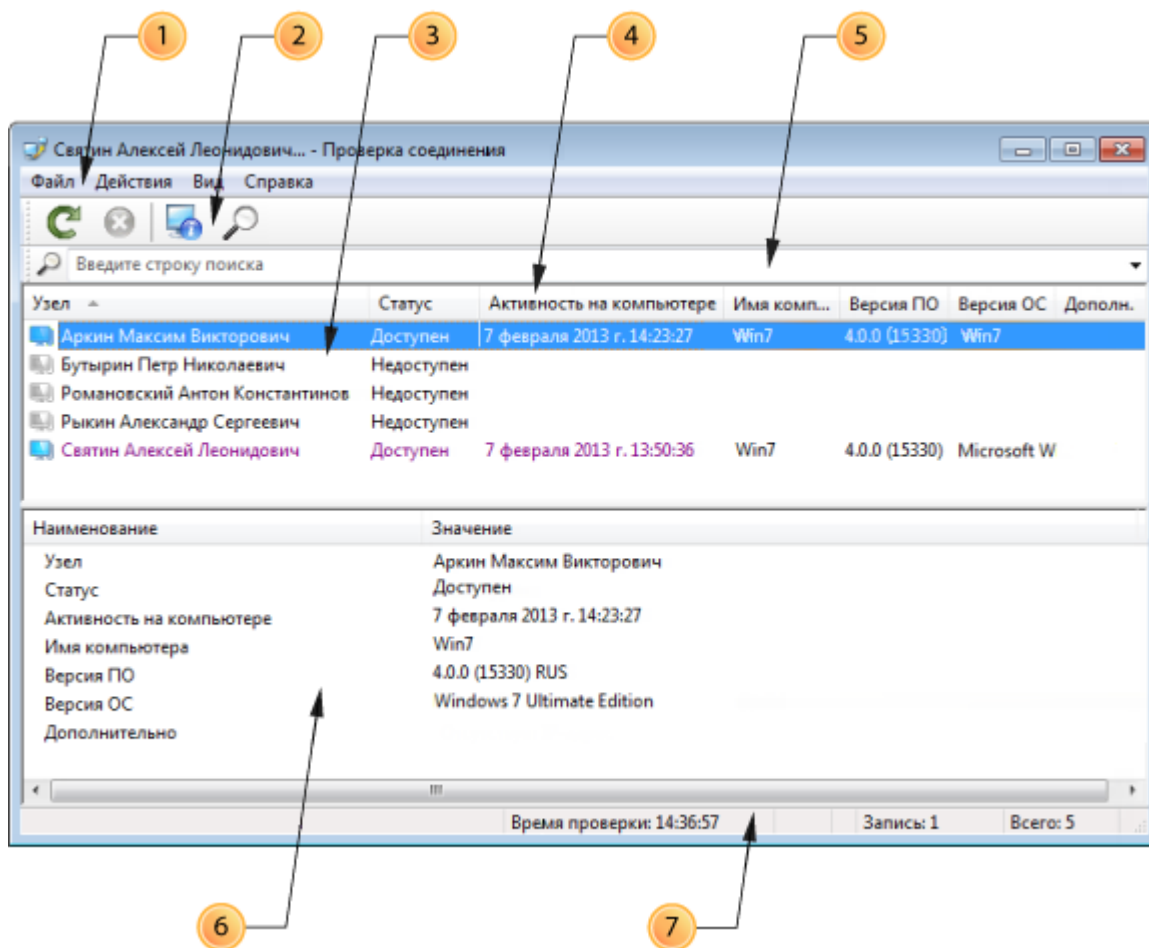 1 2 3 4 5
Святин Алексей Леонидович... - Проверка соединения
Файл Действия Вид Справка
Введите строку поиска
Узел Статус Активность на компьютере Имя комп... Версия ПО Версия ОС Дополн.
Аркин Максим Викторович Доступен 7 февраля 2013 г. 14:23:27 Win7 4.0.0 (15330) Win7
Бутырин Петр Николаевич Недоступен
Романовский Антон Константинов Недоступен
Рыкин Александр Сергеевич Недоступен
Святин Алексей Леонидович Доступен 7 февраля 2013 г. 13:50:36 Win7 4.0.0 (15330) Microsoft W
Наименование Значение
Узел Аркин Максим Викторович
Статус Доступен
Активность на компьютере 7 февраля 2013 г. 14:23:27
Имя компьютера Win7
Версия ПО 4.0.0 (15330) RUS
Версия ОС Windows 7 Ultimate Edition
Дополнительно
Время проверки: 14:36:57 Запись: 1 Всего: 5
6 7